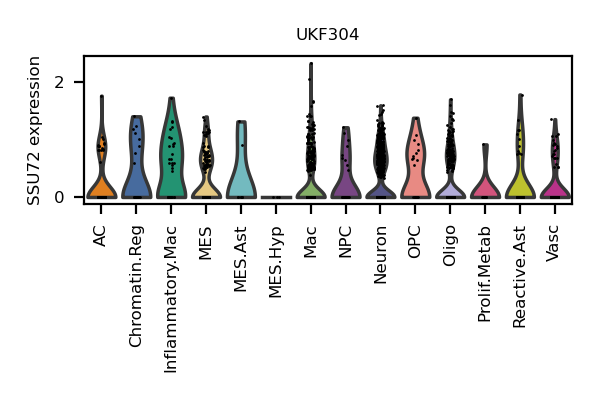 UKF304
SSU72 expression
2
0
AC
Chromatin.Reg
Inflammatory.Mac
MES
MES.Ast
MES.Hyp
Mac
NPC
Neuron
OPC
Oligo
Prolif.Metab
Reactive.Ast
Vasc